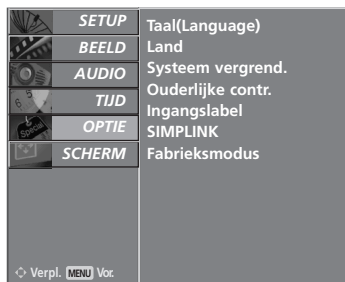 SETUP
BEELD
AUDIO
TIJD
OPTIE
SCHERM
Taal(Language)
Land
Systeem vergrend.
Ouderlijke contr.
Ingangslabel
SIMPLINK
Fabrieksmodus
Verpl. MENU Vor.